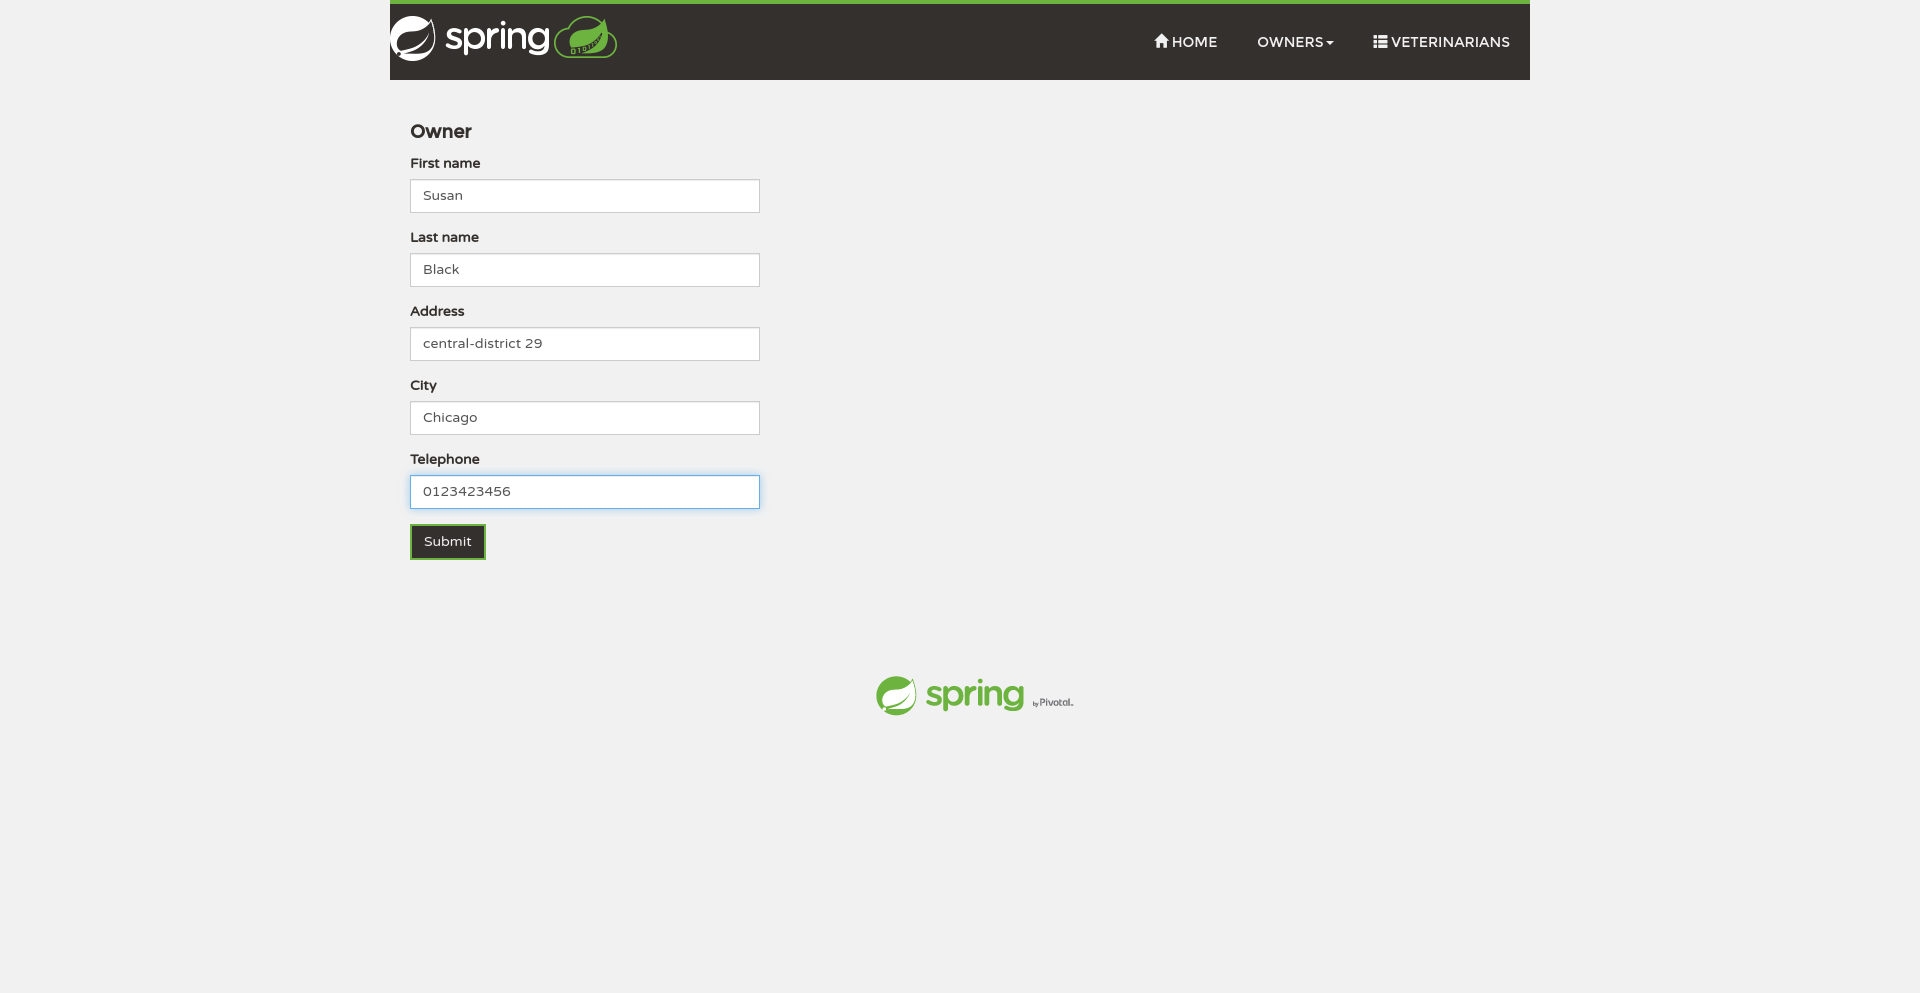 spring
HOME
OWNERS
VETERINARIANS
Owner
First name
Susan
Last name
Black
Address
central-district 29
City
Chicago
Telephone
0123423456
Submit
spring by Pivotal.